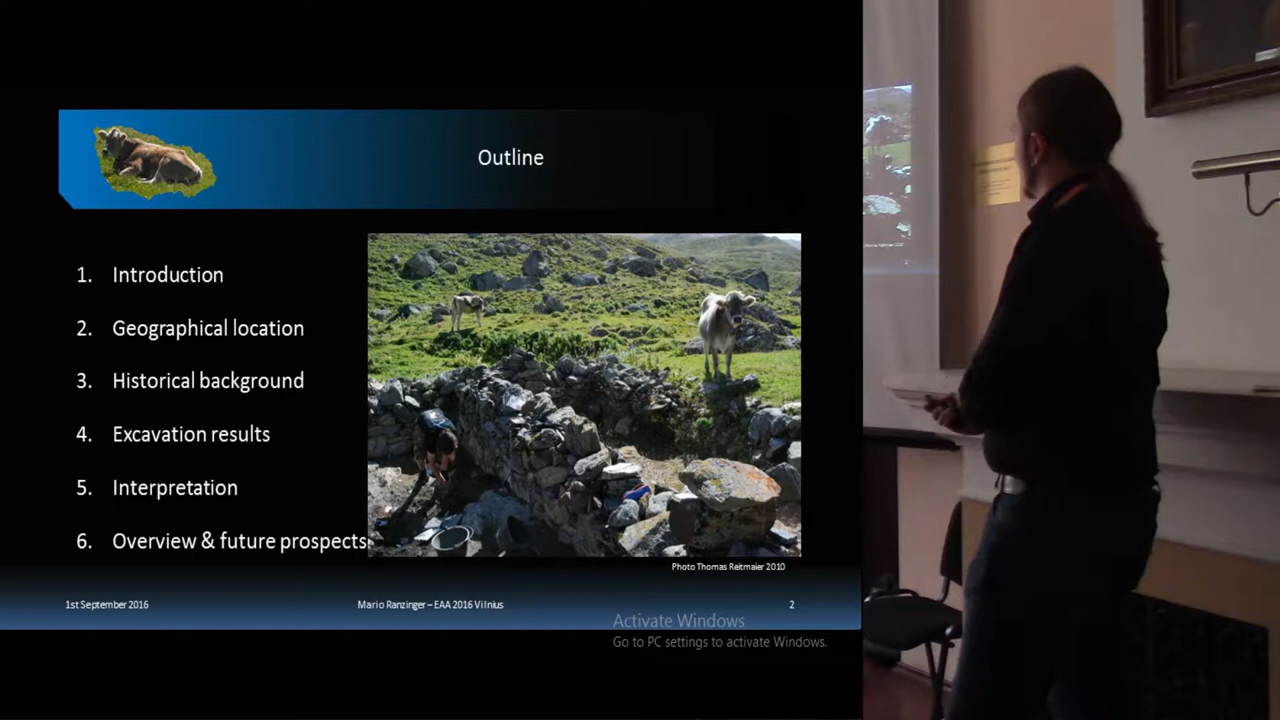 Outline
1. Introduction
2. Geographical location
3. Historical background
4. Excavation results
5. Interpretation
6. Overview & future prospects
Photo Thomas Reitmaier 2010
1st September 2016
Mario Ranzinger – EAA 2016 Vilnius
2
Activate Windows
Go to PC settings to activate Windows.